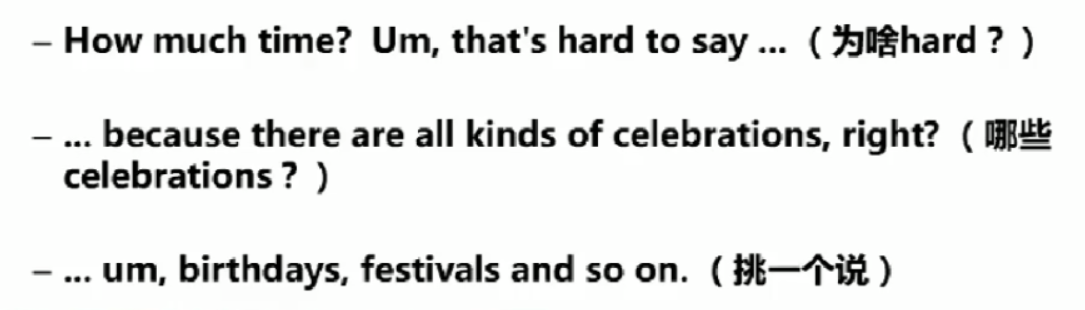 – How much time?  Um, that's hard to say ...（为啥hard？）
– ... because there are all kinds of celebrations, right?（哪些
celebrations？）
– ... um, birthdays, festivals and so on.（挑一个说）